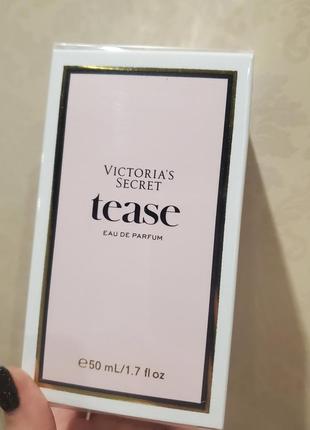 VICTORIA'S
SECRET
tease
EAU DE PARFUM
℮50 mL/1.7 fl oz